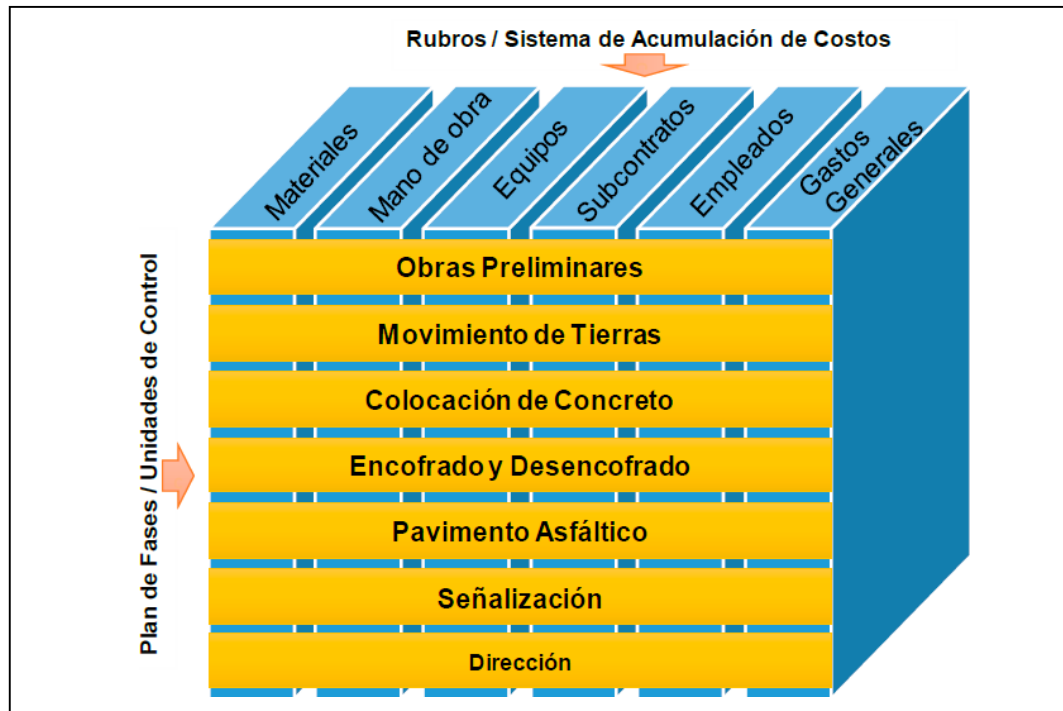 Rubros / Sistema de Acumulación de Costos
Materiales
Mano de obra
Equipos
Subcontratos
Empleados
Gastos
Generales
Plan de Fases / Unidades de Control
Obras Preliminares
Movimiento de Tierras
Colocación de Concreto
Encofrado y Desencofrado
Pavimento Asfáltico
Señalización
Dirección